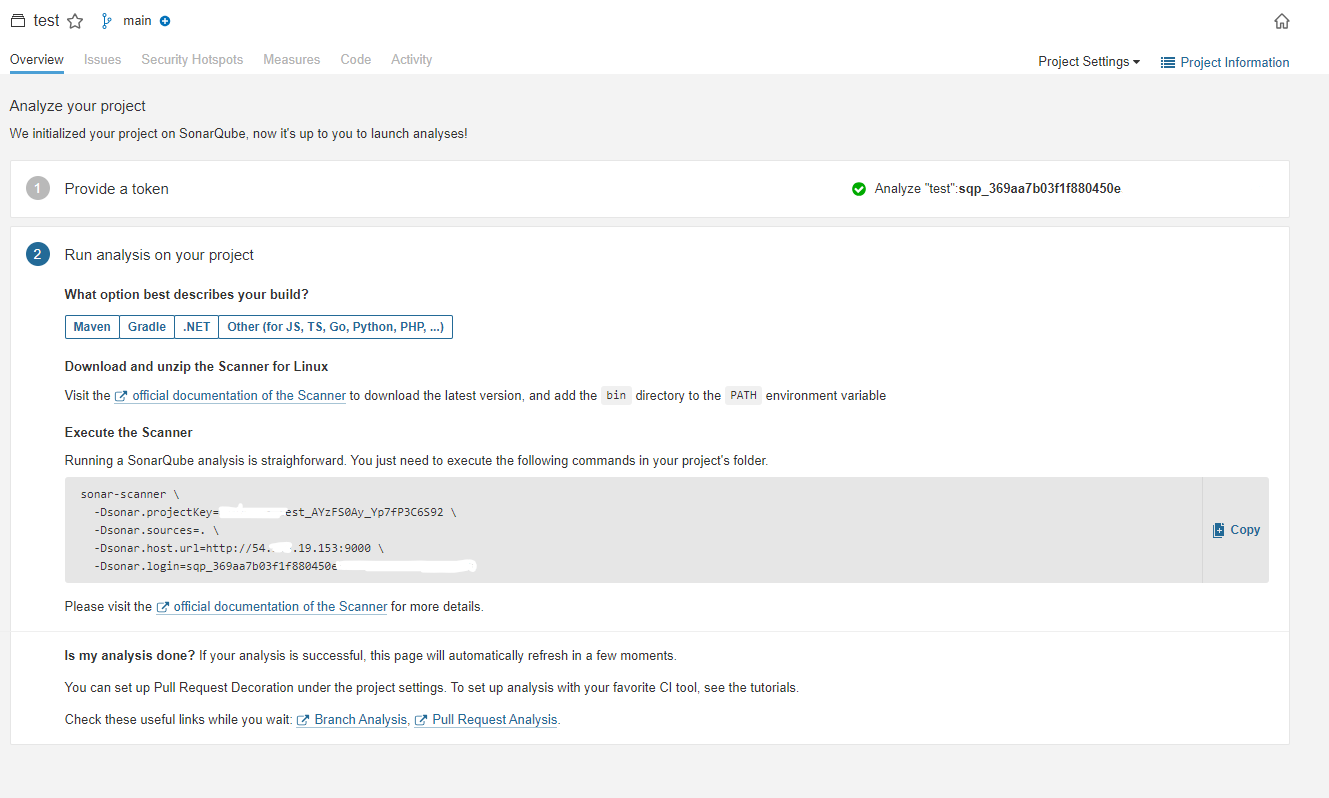 test main
Overview Issues Security Hotspots Measures Code Activity
Project Settings Project Information
Analyze your project
We initialized your project on SonarQube, now it's up to you to launch analyses!
1 Provide a token Analyze "test":sqp_369aa7b03f1f880450e
2 Run analysis on your project
What option best describes your build?
Maven Gradle .NET Other (for JS, TS, Go, Python, PHP, ...)
Download and unzip the Scanner for Linux
Visit the official documentation of the Scanner to download the latest version, and add the bin directory to the PATH environment variable
Execute the Scanner
Running a SonarQube analysis is straighforward. You just need to execute the following commands in your project's folder.
sonar-scanner \
-Dsonar.projectKey= est_AYzFS0Ay_Yp7fP3C6S92 \
-Dsonar.sources=. \
-Dsonar.host.url=http://54. .19.153:9000 \
-Dsonar.login=sqp_369aa7b03f1f880450e
Copy
Please visit the official documentation of the Scanner for more details.
Is my analysis done? If your analysis is successful, this page will automatically refresh in a few moments.
You can set up Pull Request Decoration under the project settings. To set up analysis with your favorite CI tool, see the tutorials.
Check these useful links while you wait: Branch Analysis, Pull Request Analysis.